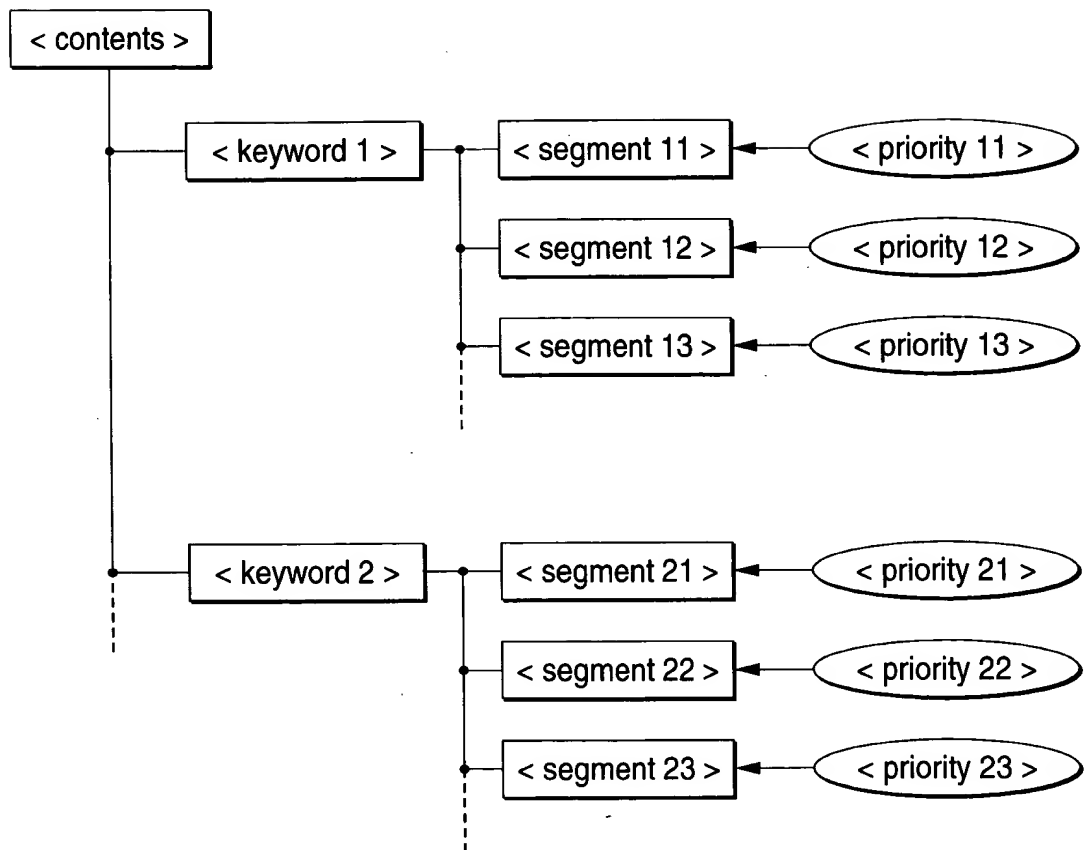 < contents >
< keyword 1 >
< segment 11 >
< priority 11 >
< segment 12 >
< priority 12 >
< segment 13 >
< priority 13 >
< keyword 2 >
< segment 21 >
< priority 21 >
< segment 22 >
< priority 22 >
< segment 23 >
< priority 23 >